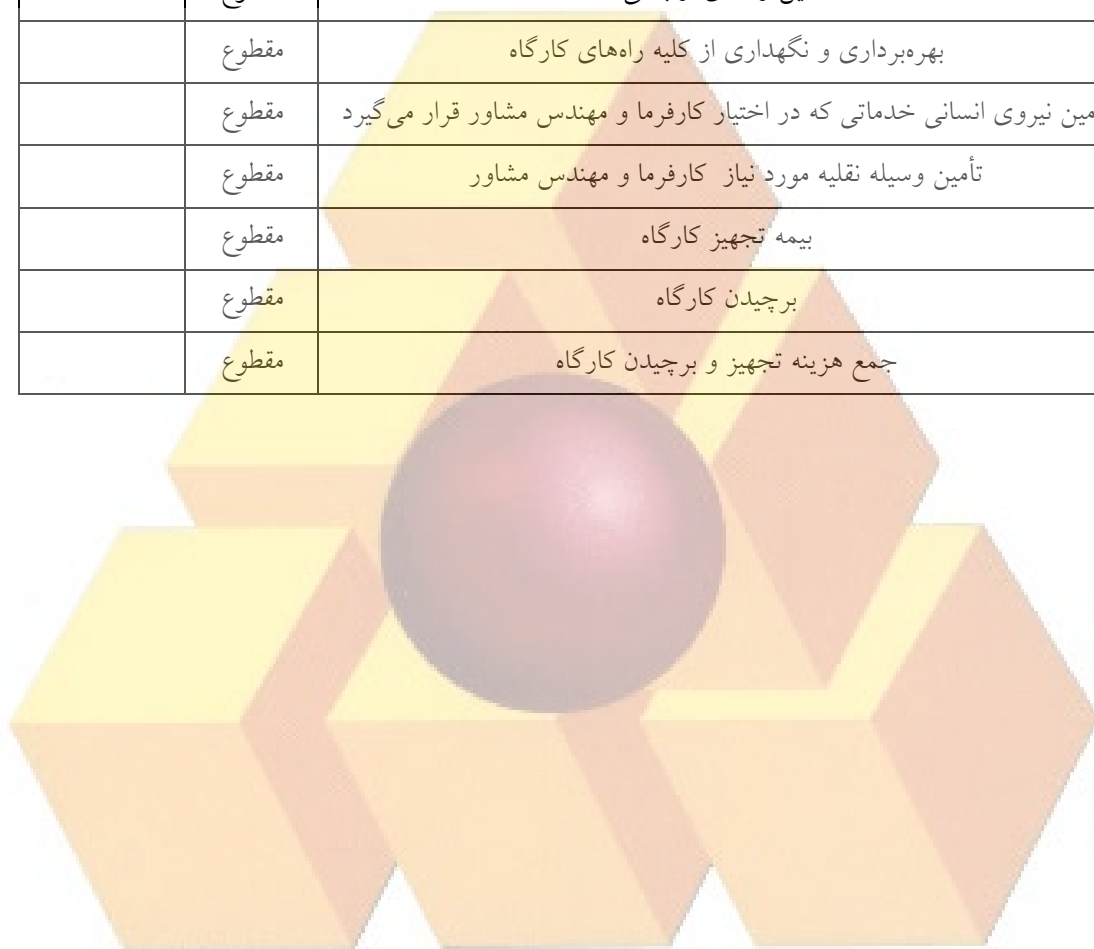 مقطوع
بهره‌برداری و نگهداری از کلیه راه‌های کارگاه مقطوع
نیروی انسانی خدماتی که در اختیار کارفرما و مهندس مشاور قرار می‌گیرد مقطوع
تأمین وسیله نقلیه مورد نیاز کارفرما و مهندس مشاور مقطوع
بیمه تجهیز کارگاه مقطوع
برچیدن کارگاه مقطوع
جمع هزینه تجهیز و برچیدن کارگاه مقطوع